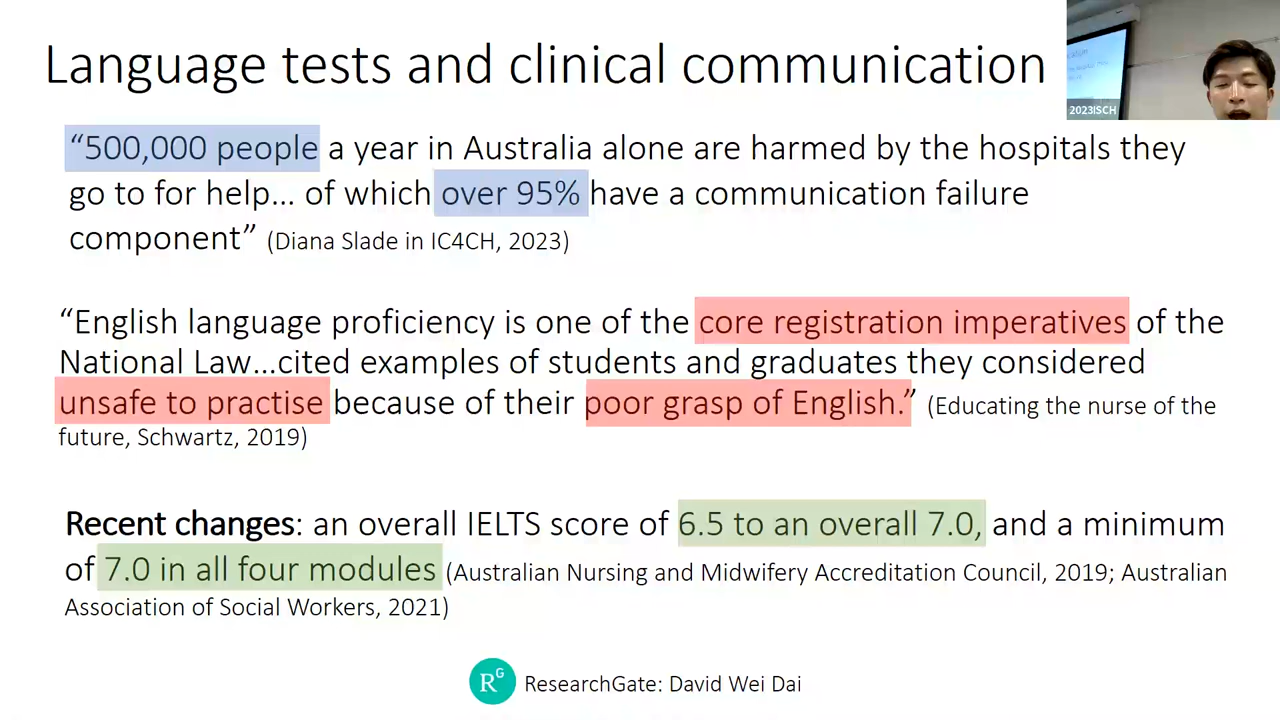 Language tests and clinical communication
2023ISCH
“500,000 people a year in Australia alone are harmed by the hospitals they
go to for help... of which over 95% have a communication failure
component” (Diana Slade in IC4CH, 2023)
“English language proficiency is one of the core registration imperatives of the
National Law...cited examples of students and graduates they considered
unsafe to practise because of their poor grasp of English.” (Educating the nurse of the
future, Schwartz, 2019)
Recent changes: an overall IELTS score of 6.5 to an overall 7.0, and a minimum
of 7.0 in all four modules (Australian Nursing and Midwifery Accreditation Council, 2019; Australian
Association of Social Workers, 2021)
RG ResearchGate: David Wei Dai